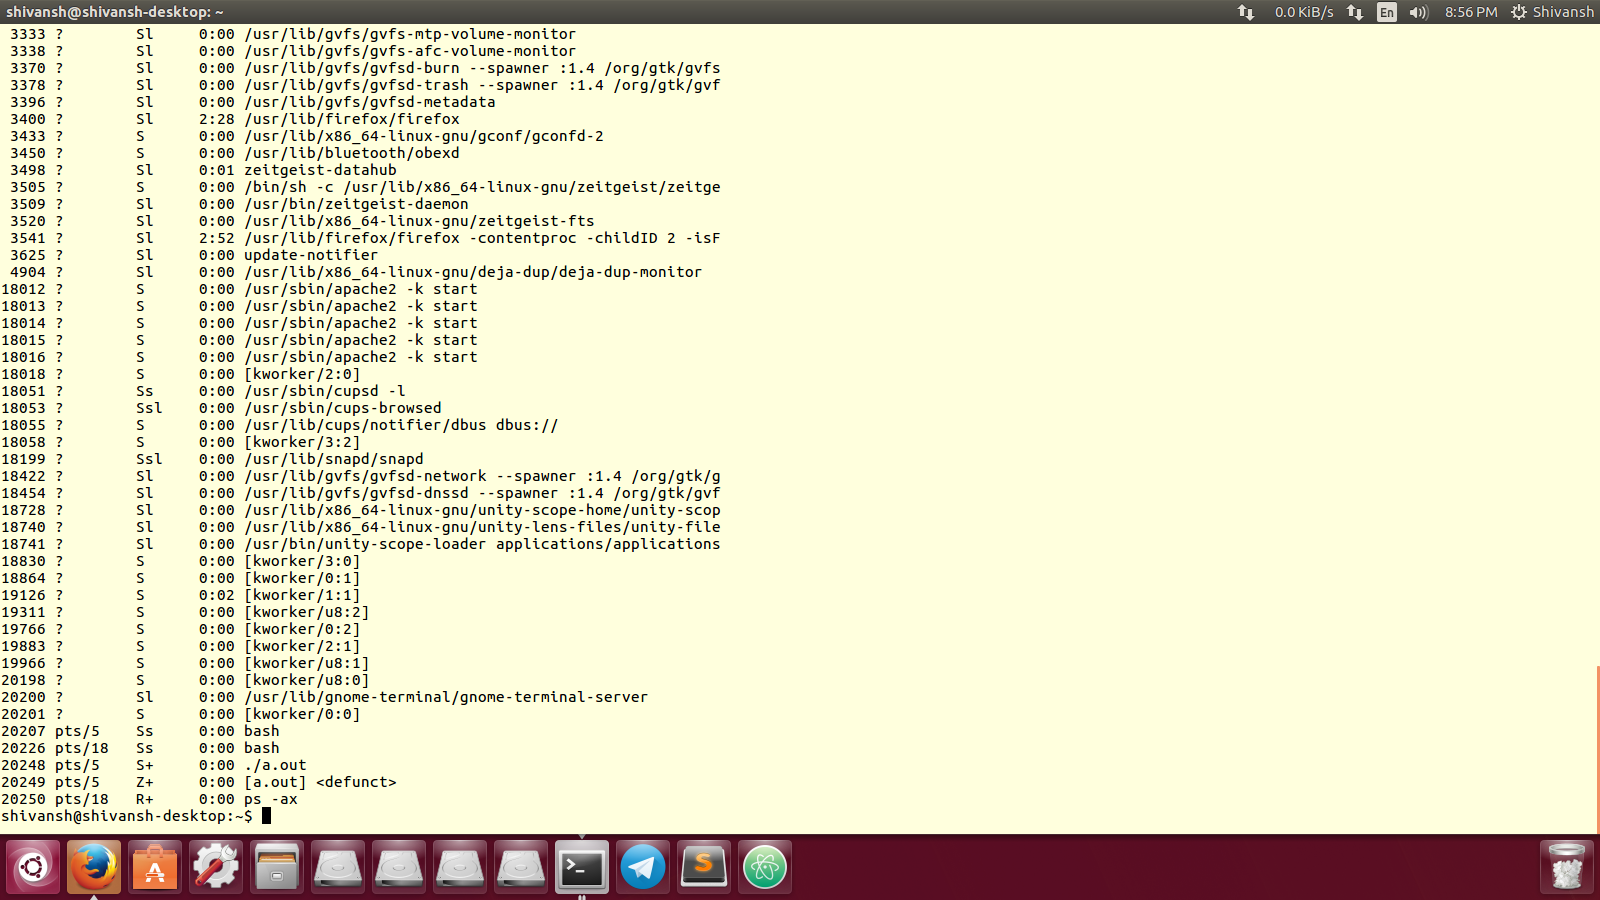 shivansh@shivansh-desktop: ~ 0.0 KiB/s En 8:56 PM Shivansh
3333 ? Sl 0:00 /usr/lib/gvfs/gvfs-mtp-volume-monitor
3338 ? Sl 0:00 /usr/lib/gvfs/gvfs-afc-volume-monitor
3370 ? Sl 0:00 /usr/lib/gvfs/gvfsd-burn --spawner :1.4 /org/gtk/gvfs
3378 ? Sl 0:00 /usr/lib/gvfs/gvfsd-trash --spawner :1.4 /org/gtk/gvf
3396 ? Sl 0:00 /usr/lib/gvfs/gvfsd-metadata
3400 ? Sl 2:28 /usr/lib/firefox/firefox
3433 ? S 0:00 /usr/lib/x86_64-linux-gnu/gconf/gconfd-2
3450 ? S 0:00 /usr/lib/bluetooth/obexd
3498 ? Sl 0:01 zeitgeist-datahub
3505 ? S 0:00 /bin/sh -c /usr/lib/x86_64-linux-gnu/zeitgeist/zeitge
3509 ? Sl 0:00 /usr/bin/zeitgeist-daemon
3520 ? Sl 0:00 /usr/lib/x86_64-linux-gnu/zeitgeist-fts
3541 ? Sl 2:52 /usr/lib/firefox/firefox -contentproc -childID 2 -isF
3625 ? Sl 0:00 update-notifier
4904 ? Sl 0:00 /usr/lib/x86_64-linux-gnu/deja-dup/deja-dup-monitor
18012 ? S 0:00 /usr/sbin/apache2 -k start
18013 ? S 0:00 /usr/sbin/apache2 -k start
18014 ? S 0:00 /usr/sbin/apache2 -k start
18015 ? S 0:00 /usr/sbin/apache2 -k start
18016 ? S 0:00 /usr/sbin/apache2 -k start
18018 ? S 0:00 [kworker/2:0]
18051 ? Ss 0:00 /usr/sbin/cupsd -l
18053 ? Ssl 0:00 /usr/sbin/cups-browsed
18055 ? S 0:00 /usr/lib/cups/notifier/dbus dbus://
18058 ? S 0:00 [kworker/3:2]
18199 ? Ssl 0:00 /usr/lib/snapd/snapd
18422 ? Sl 0:00 /usr/lib/gvfs/gvfsd-network --spawner :1.4 /org/gtk/g
18454 ? Sl 0:00 /usr/lib/gvfs/gvfsd-dnssd --spawner :1.4 /org/gtk/gvf
18728 ? Sl 0:00 /usr/lib/x86_64-linux-gnu/unity-scope-home/unity-scop
18740 ? Sl 0:00 /usr/lib/x86_64-linux-gnu/unity-lens-files/unity-file
18741 ? Sl 0:00 /usr/bin/unity-scope-loader applications/applications
18830 ? S 0:00 [kworker/3:0]
18864 ? S 0:00 [kworker/0:1]
19126 ? S 0:02 [kworker/1:1]
19311 ? S 0:00 [kworker/u8:2]
19766 ? S 0:00 [kworker/0:2]
19883 ? S 0:00 [kworker/2:1]
19966 ? S 0:00 [kworker/u8:1]
20198 ? S 0:00 [kworker/u8:0]
20200 ? Sl 0:00 /usr/lib/gnome-terminal/gnome-terminal-server
20201 ? S 0:00 [kworker/0:0]
20207 pts/5 Ss 0:00 bash
20226 pts/18 Ss 0:00 bash
20248 pts/5 S+ 0:00 ./a.out
20249 pts/5 Z+ 0:00 [a.out] <defunct>
20250 pts/18 R+ 0:00 ps -ax
shivansh@shivansh-desktop:~$